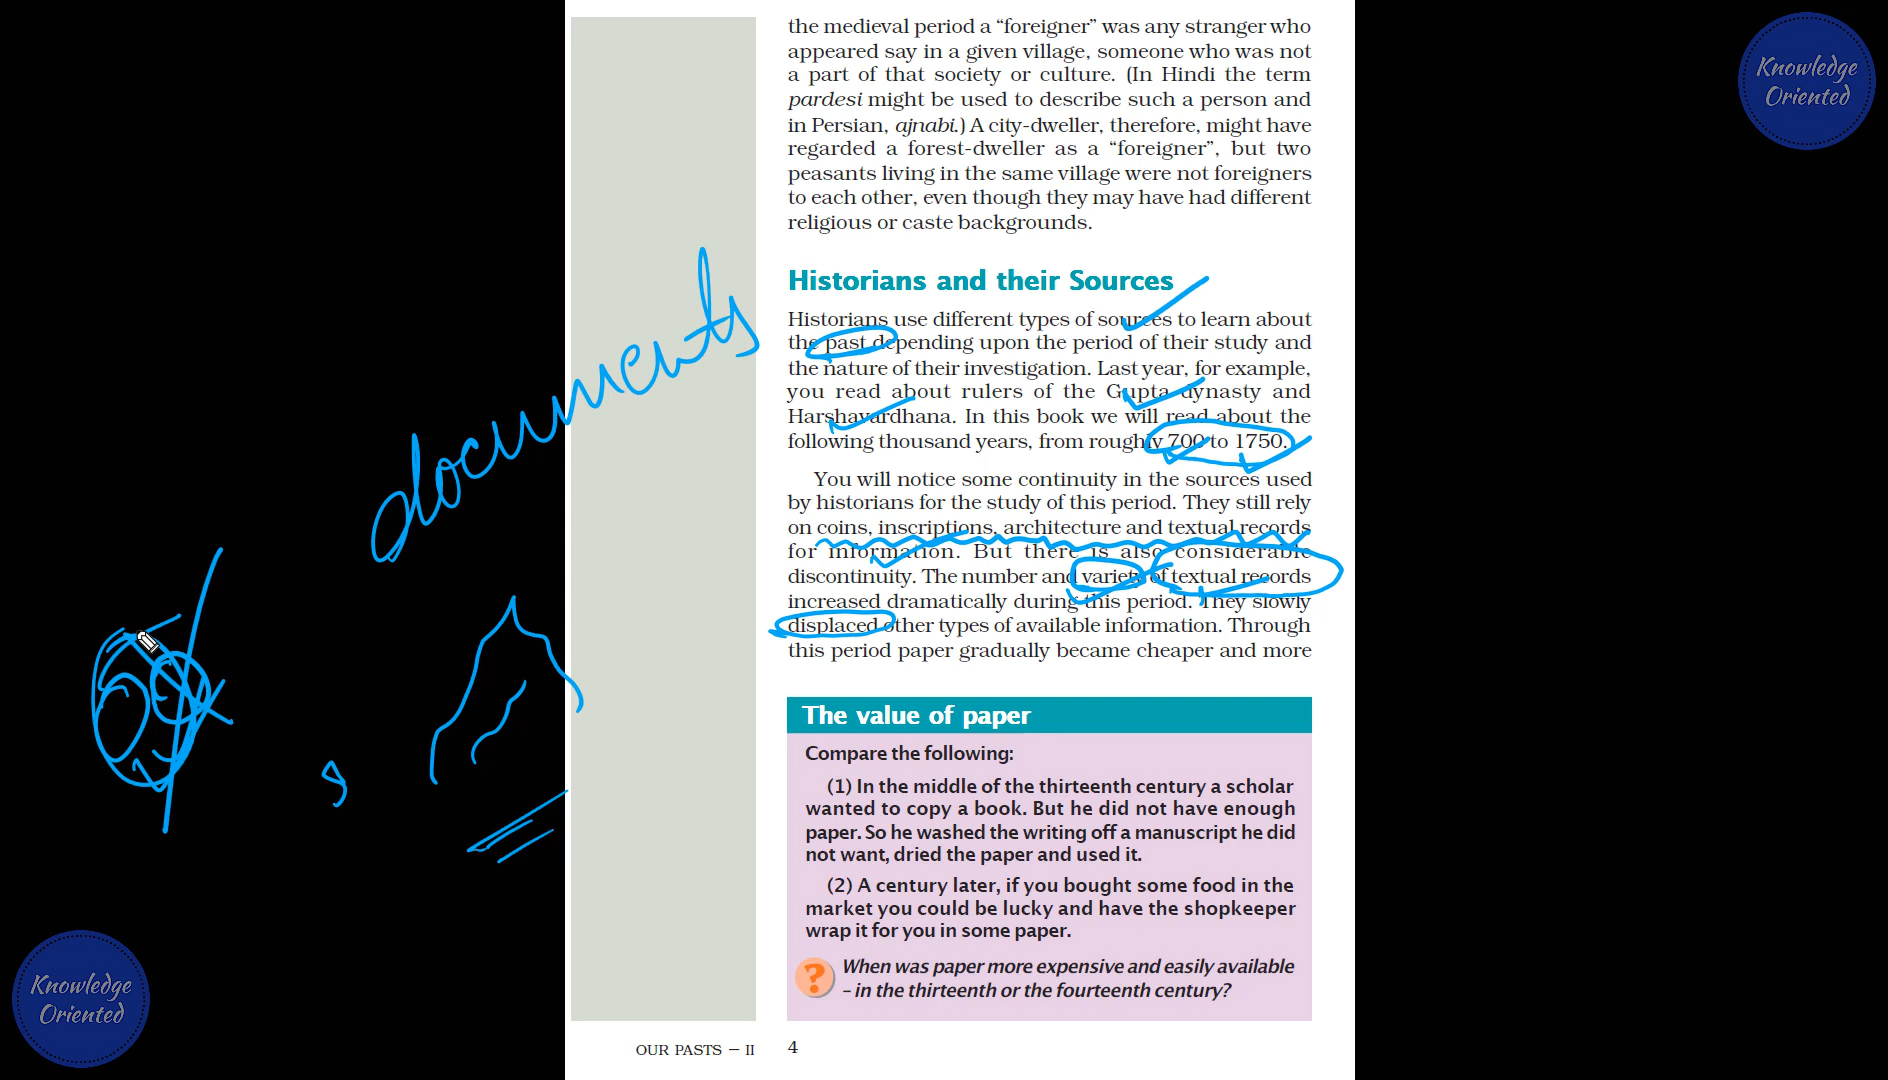 the medieval period a “foreigner” was any stranger who
appeared say in a given village, someone who was not
a part of that society or culture. (In Hindi the term
pardesi might be used to describe such a person and
in Persian, ajnabi.) A city-dweller, therefore, might have
regarded a forest-dweller as a “foreigner”, but two
peasants living in the same village were not foreigners
to each other, even though they may have had different
religious or caste backgrounds.
Historians and their Sources
Historians use different types of sources to learn about
the past depending upon the period of their study and
the nature of their investigation. Last year, for example,
you read about rulers of the Gupta dynasty and
Harshavardhana. In this book we will read about the
following thousand years, from roughly 700 to 1750.
You will notice some continuity in the sources used
by historians for the study of this period. They still rely
on coins, inscriptions, architecture and textual records
for information. But there is also considerable
discontinuity. The number and variety of textual records
increased dramatically during this period. They slowly
displaced other types of available information. Through
this period paper gradually became cheaper and more
The value of paper
Compare the following:
(1) In the middle of the thirteenth century a scholar
wanted to copy a book. But he did not have enough
paper. So he washed the writing off a manuscript he did
not want, dried the paper and used it.
(2) A century later, if you bought some food in the
market you could be lucky and have the shopkeeper
wrap it for you in some paper.
? When was paper more expensive and easily available
– in the thirteenth or the fourteenth century?
OUR PASTS – II 4
documents
Knowledge
Oriented
Knowledge
Oriented